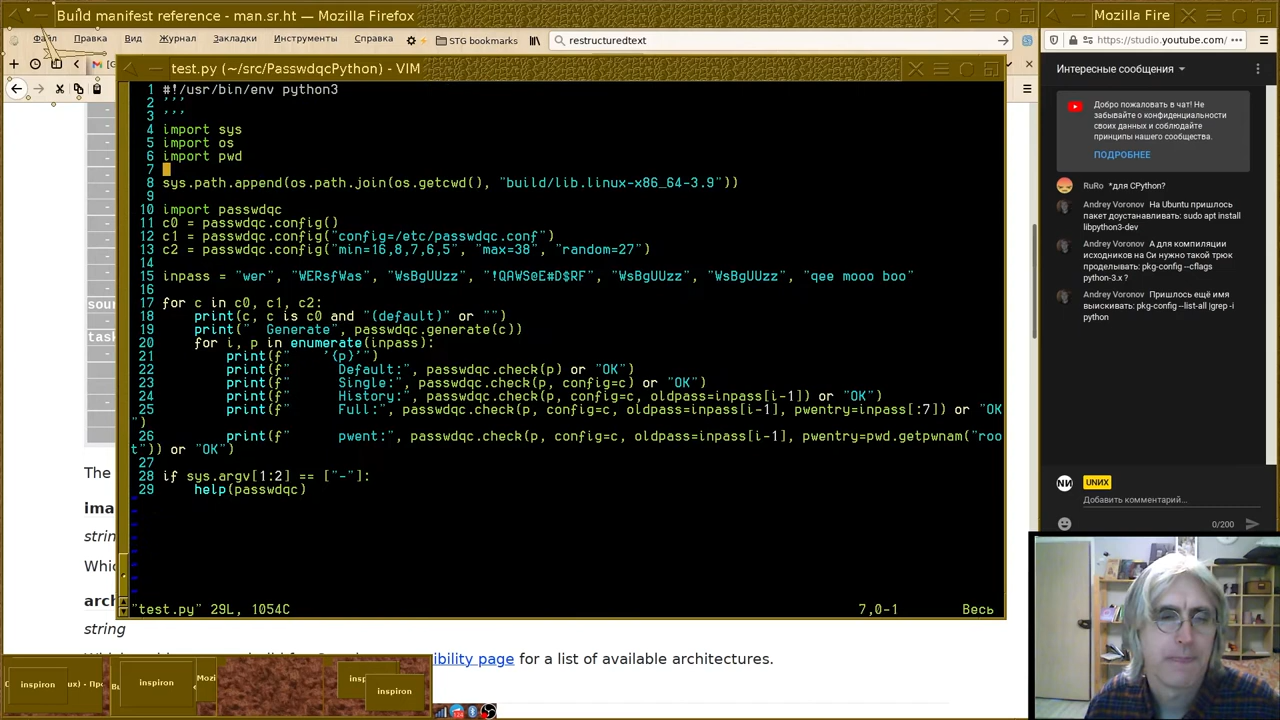 Build manifest reference - man.sr.ht — Mozilla Firefox
Mozilla Fire
Файл Правка Вид Журнал Закладки Инструменты Справка
STG bookmarks
restructuredtext
https://studio.youtube.com/
test.py (~/src/PasswdqcPython) - VIM
1 #!/usr/bin/env python3
2 '''
3 '''
4 import sys
5 import os
6 import pwd
7
8 sys.path.append(os.path.join(os.getcwd(), "build/lib.linux-x86_64-3.9"))
9
10 import passwdqc
11 c0 = passwdqc.config()
12 c1 = passwdqc.config("config=/etc/passwdqc.conf")
13 c2 = passwdqc.config("min=16,8,7,6,5", "max=38", "random=27")
14
15 inpass = "wer", "WERsfWas", "WsBgUUzz", "!QAWS0E#D$RF", "WsBgUUzz", "WsBgUUzz", "qee mooo boo"
16
17 for c in c0, c1, c2:
18     print(c, c is c0 and "(default)" or "")
19     print("  Generate", passwdqc.generate(c))
20     for i, p in enumerate(inpass):
21         print(f"    '{p}'")
22         print(f"      Default:", passwdqc.check(p) or "OK")
23         print(f"      Single:", passwdqc.check(p, config=c) or "OK")
24         print(f"      History:", passwdqc.check(p, config=c, oldpass=inpass[i-1]) or "OK")
25         print(f"      Full:", passwdqc.check(p, config=c, oldpass=inpass[i-1], pwentry=inpass[:7]) or "OK
")
26         print(f"      pwent:", passwdqc.check(p, config=c, oldpass=inpass[i-1], pwentry=pwd.getpwnam("roo
t")) or "OK")
27
28 if sys.argv[1:2] == ["-"]:
29     help(passwdqc)
"test.py" 29L, 1054C
7,0-1
Весь
sour
task
The
ima
strin
Whic
arch
string
ibility page for a list of available architectures.
Интересные сообщения
Добро пожаловать в чат! Не
забывайте о конфиденциальности
своих данных и соблюдайте
принципы нашего сообщества.
ПОДРОБНЕЕ
RuRo *для CPython?
Andrey Voronov На Ubuntu пришлось
пакет доустанавливать: sudo apt install
libpython3-dev
Andrey Voronov А для компиляции
исходников на Си нужно такой трюк
проделывать: pkg-config --cflags
python-3.x ?
Andrey Voronov Пришлось ещё имя
выискивать: pkg-config --list-all |grep -i
python
NИ
UNИX
Добавить комментарий...
0/200
inspiron
inspiron
Mozi
insp
inspiron